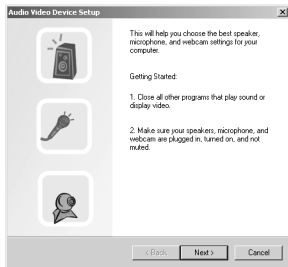 Audio Video Device Setup
This will help you choose the best speaker,
microphone, and webcam settings for your
computer.
Getting Started:
1. Close all other programs that play sound or
display video.
2. Make sure your speakers, microphone, and
webcam are plugged in, turned on, and not
muted.
< Back Next > Cancel